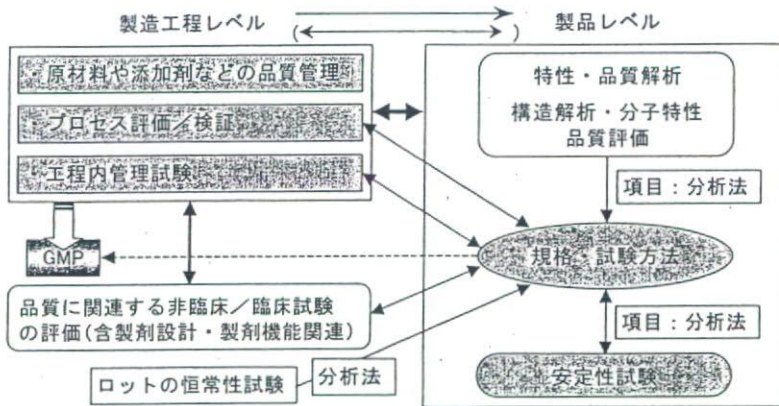 製造工程レベル
製品レベル
・原材料や添加剤などの品質管理
・プロセス評価／検証
・工程内管理試験
GMP
品質に関連する非臨床／臨床試験
の評価(含製剤設計・製剤機能関連)
ロットの恒常性試験
分析法
特性・品質解析
構造解析・分子特性
品質評価
項目：分析法
規格・試験方法
項目：分析法
安定性試験